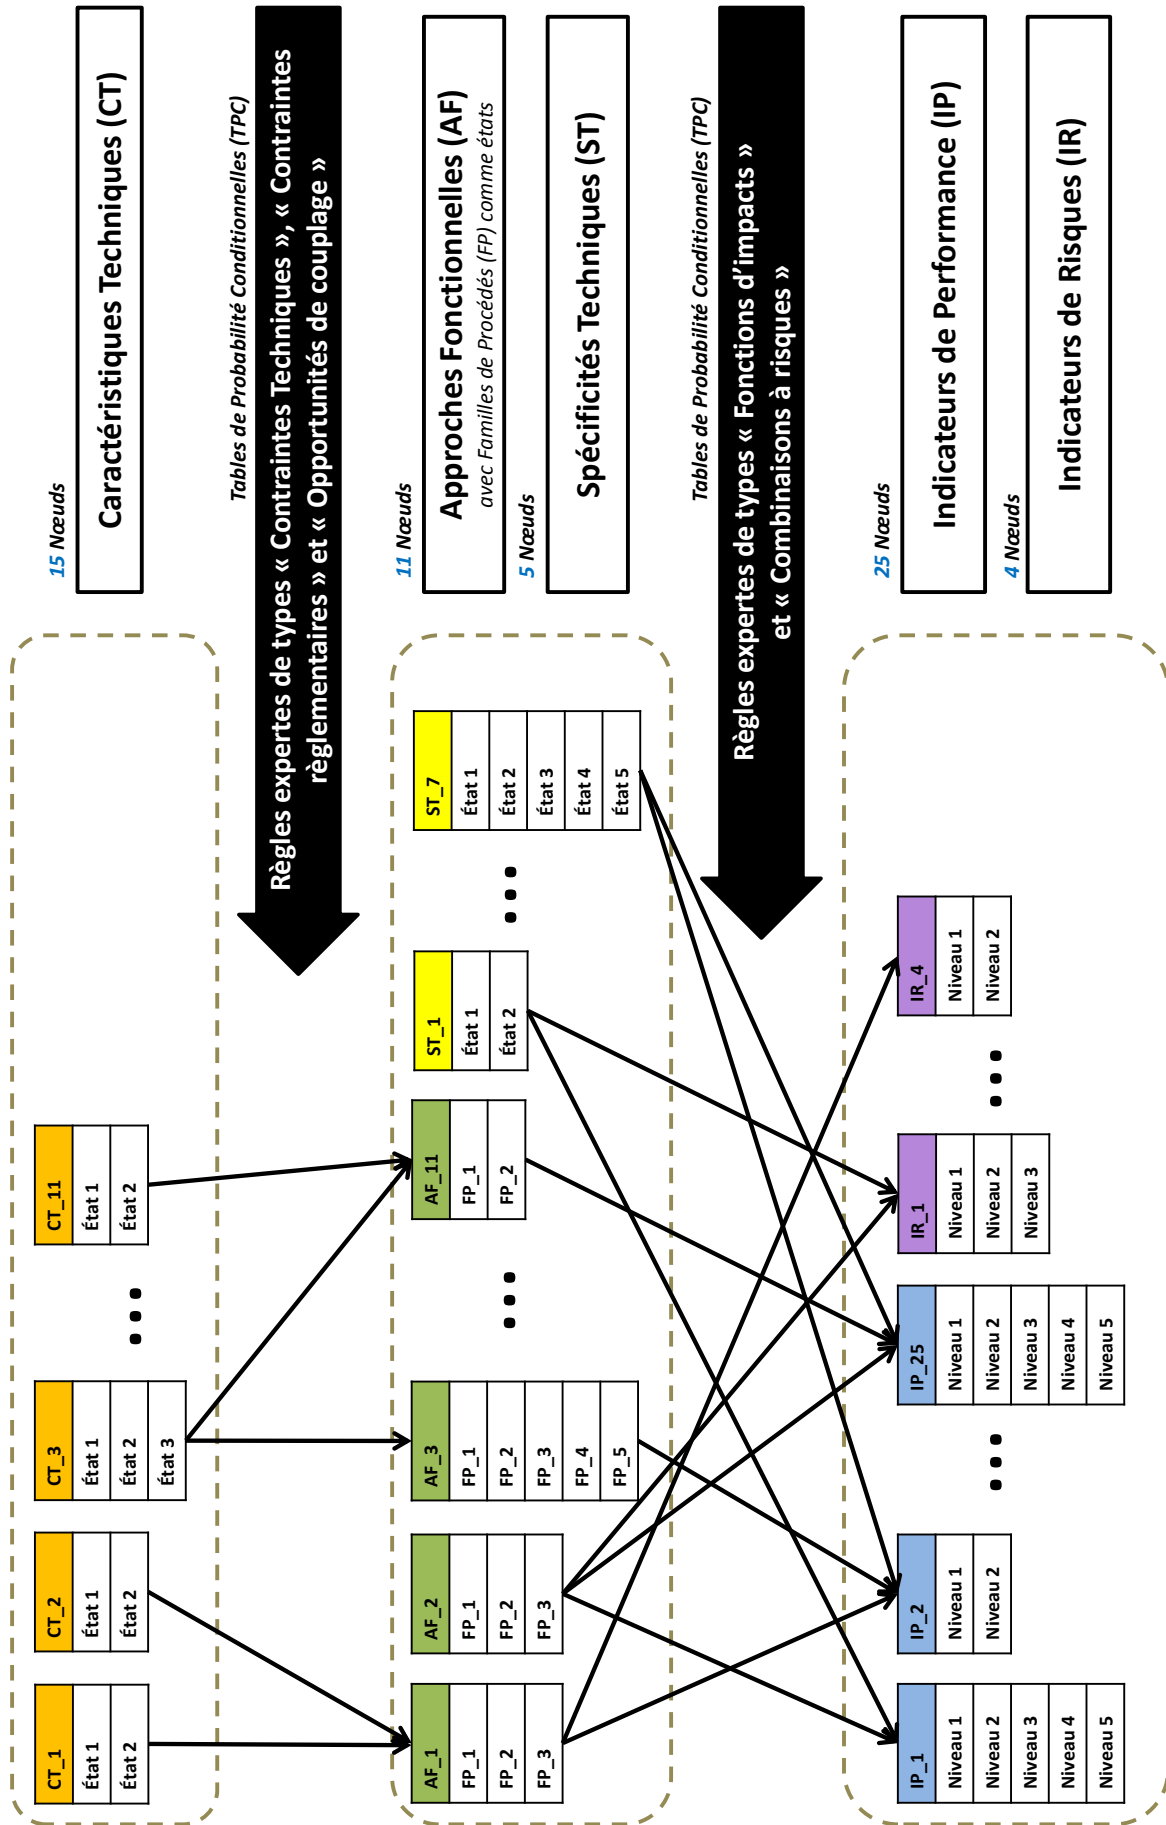 15 Nœuds
Caractéristiques Techniques (CT)
CT_1
État 1
État 2
CT_2
État 1
État 2
CT_3
État 1
État 2
État 3
...
CT_11
État 1
État 2
Tables de Probabilité Conditionnelles (TPC)
Règles expertes de types « Contraintes Techniques », « Contraintes
règlementaires » et « Opportunités de couplage »
11 Nœuds
Approches Fonctionnelles (AF)
avec Familles de Procédés (FP) comme états
5 Nœuds
Spécificités Techniques (ST)
AF_1
FP_1
FP_2
FP_3
AF_2
FP_1
FP_2
FP_3
AF_3
FP_1
FP_2
FP_3
FP_4
FP_5
...
AF_11
FP_1
FP_2
ST_1
État 1
État 2
...
ST_7
État 1
État 2
État 3
État 4
État 5
Tables de Probabilité Conditionnelles (TPC)
Règles expertes de types « Fonctions d’impacts »
et « Combinaisons à risques »
25 Nœuds
Indicateurs de Performance (IP)
4 Nœuds
Indicateurs de Risques (IR)
IP_1
Niveau 1
Niveau 2
Niveau 3
Niveau 4
Niveau 5
IP_2
Niveau 1
Niveau 2
...
IP_25
Niveau 1
Niveau 2
Niveau 3
Niveau 4
Niveau 5
IR_1
Niveau 1
Niveau 2
Niveau 3
...
IR_4
Niveau 1
Niveau 2